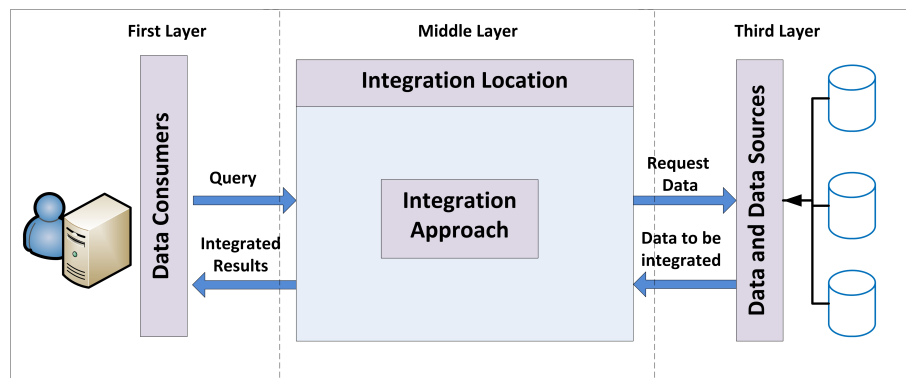 First Layer
Middle Layer
Third Layer
Integration Location
Data Consumers
Query
Integrated
Results
Integration
Approach
Request
Data
Data to be
integrated
Data and Data Sources